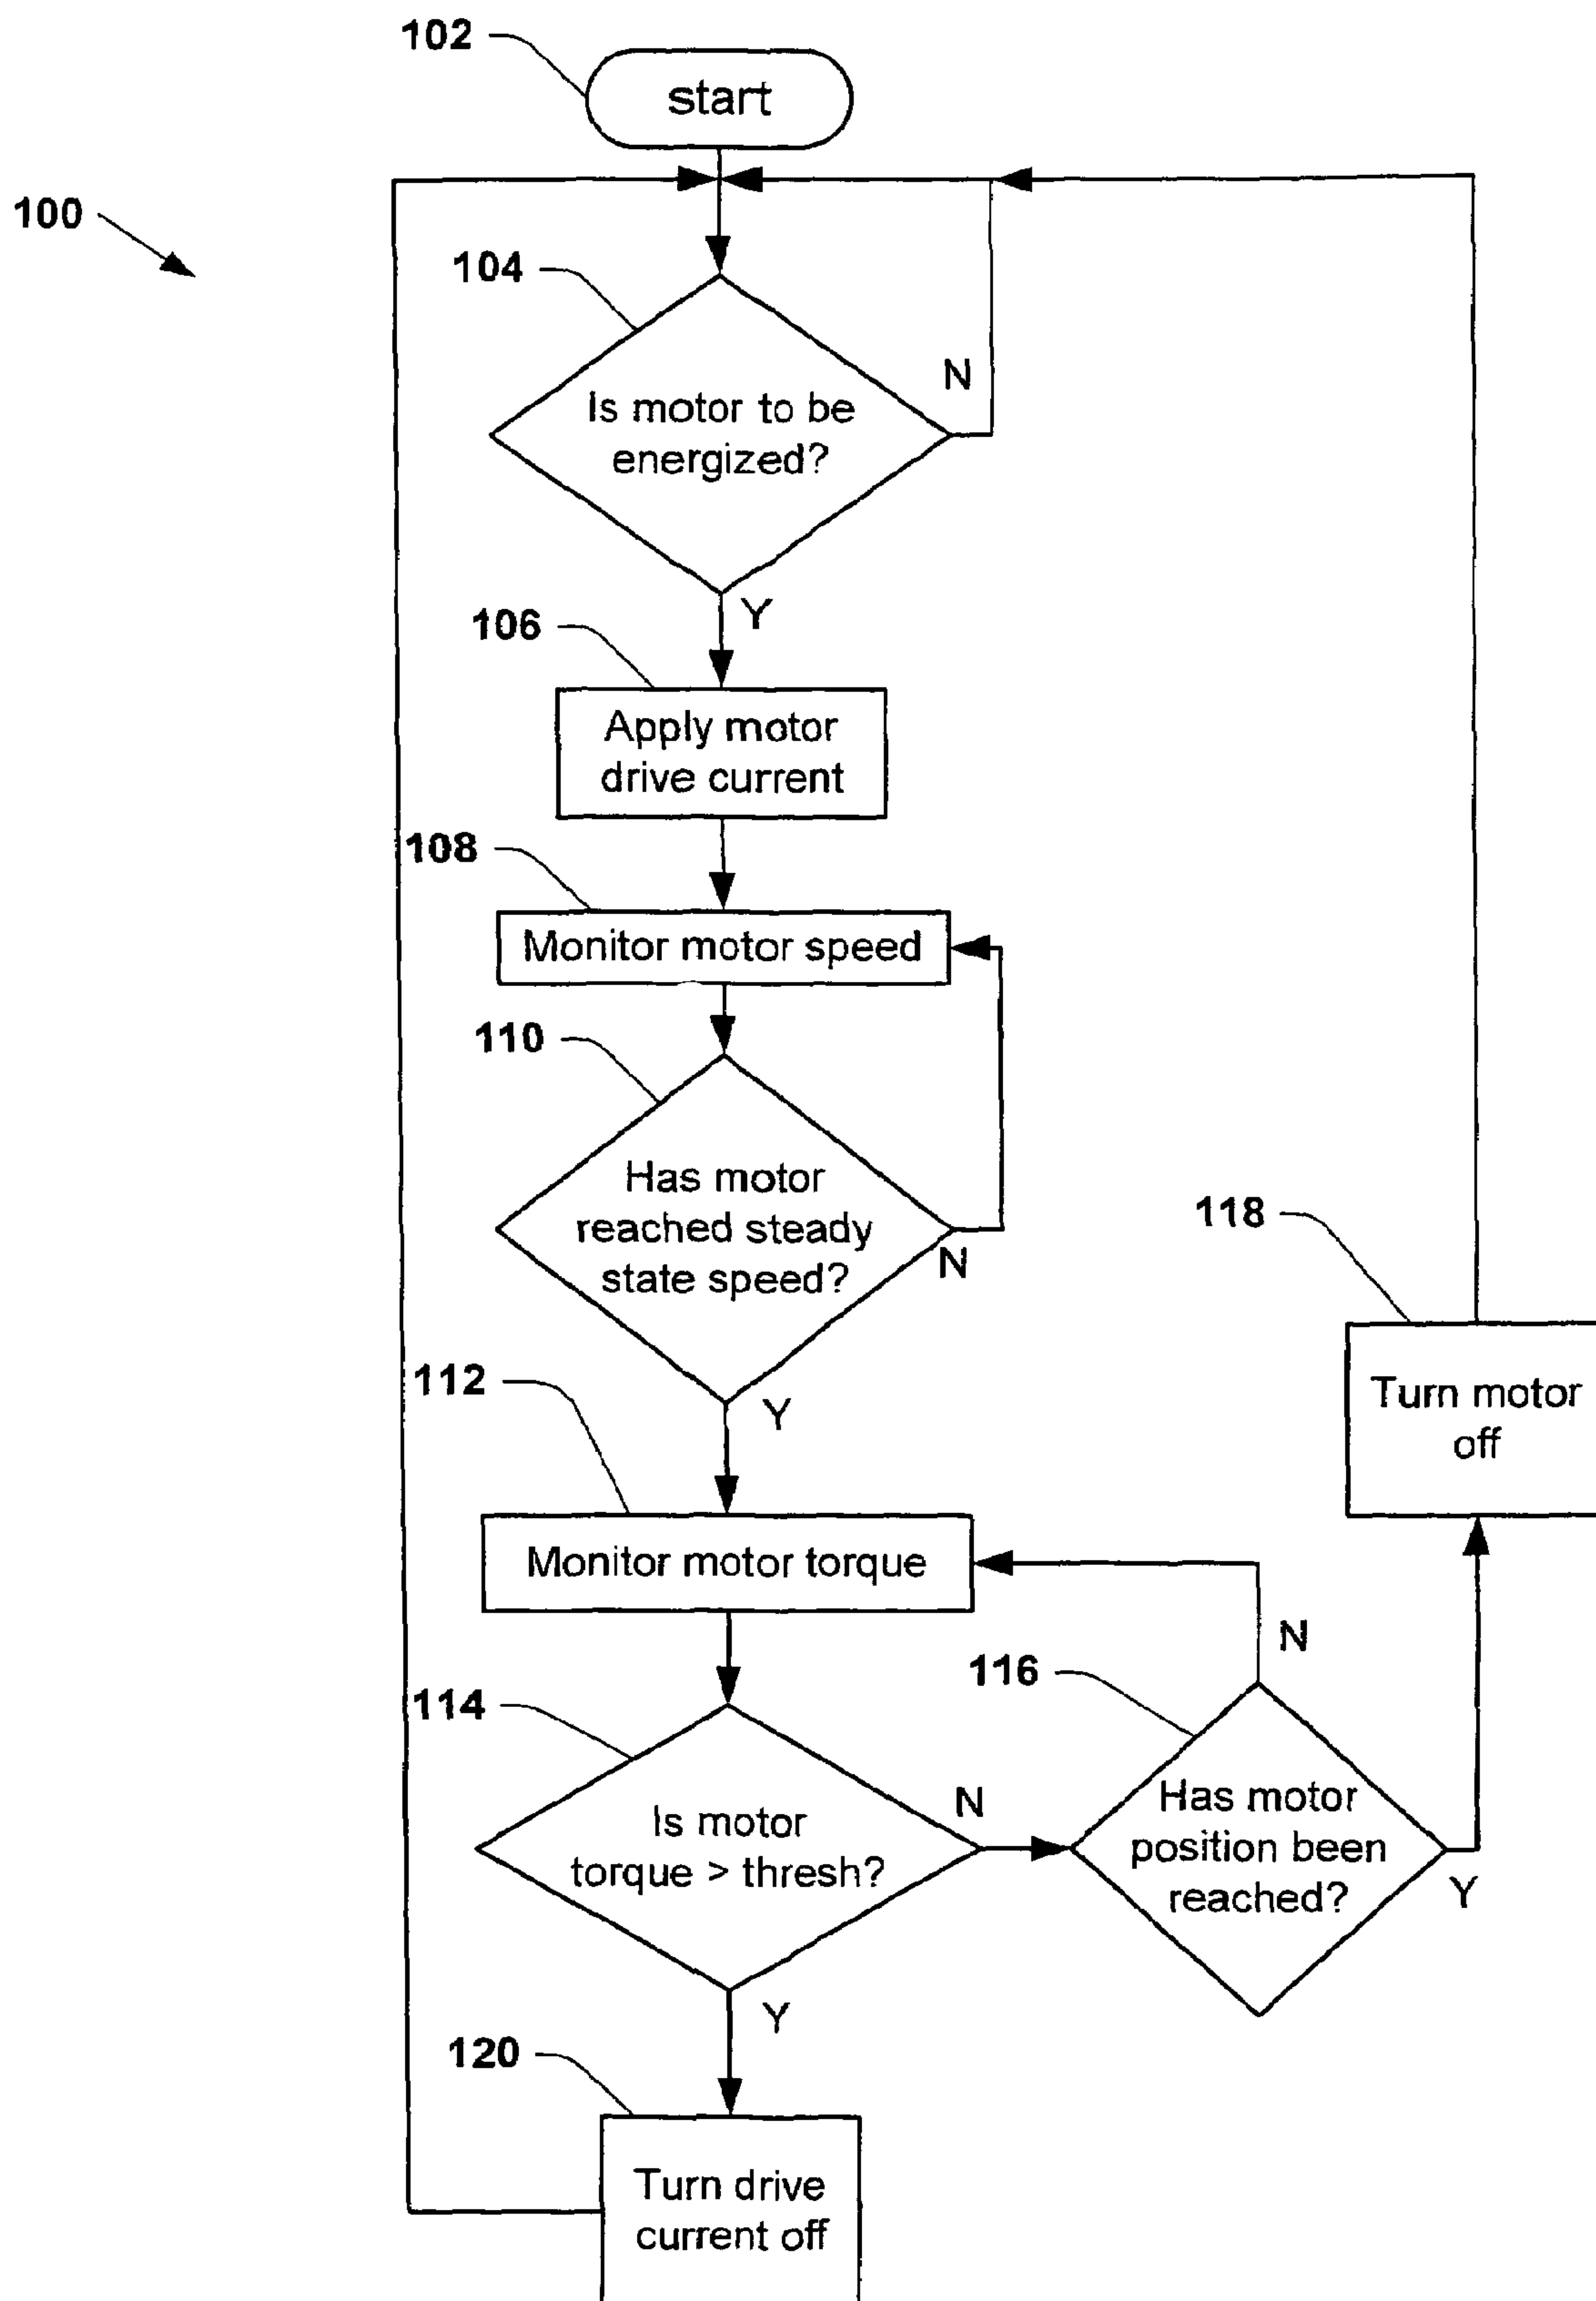 102
start
100
104
N
Is motor to be
energized?
Y
106
Apply motor
drive current
108
Monitor motor speed
110
Has motor
reached steady
state speed?
N
118
Turn motor
off
112
Y
Monitor motor torque
N
116
114
N
Is motor
torque > thresh?
Has motor
position been
reached?
Y
Y
120
Turn drive
current off